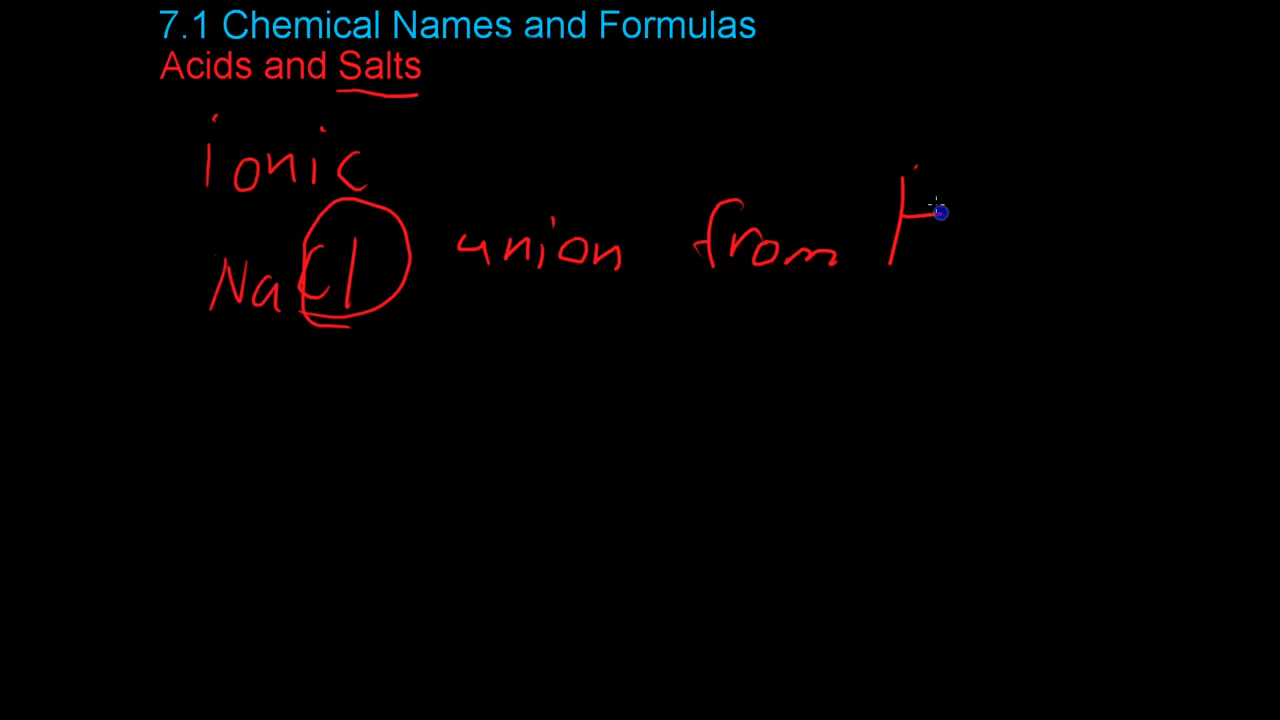 7.1 Chemical Names and Formulas
Acids and Salts
ionic
NaCl anion from